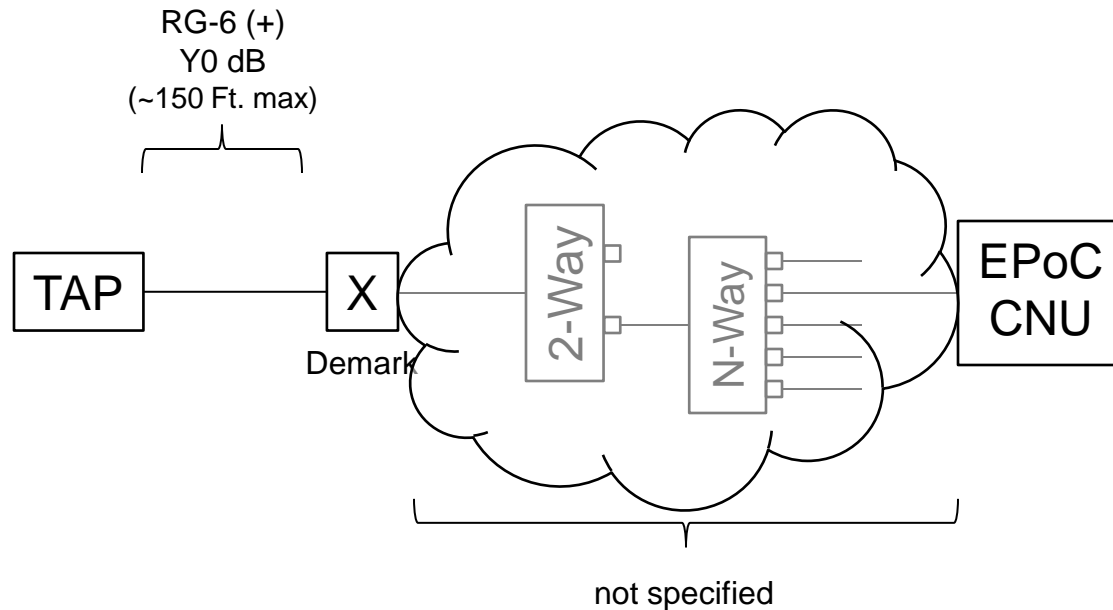 RG-6 (+)
Y0 dB
(~150 Ft. max)
TAP
X
Demark
2-Way
N-Way
EPoC
CNU
not specified